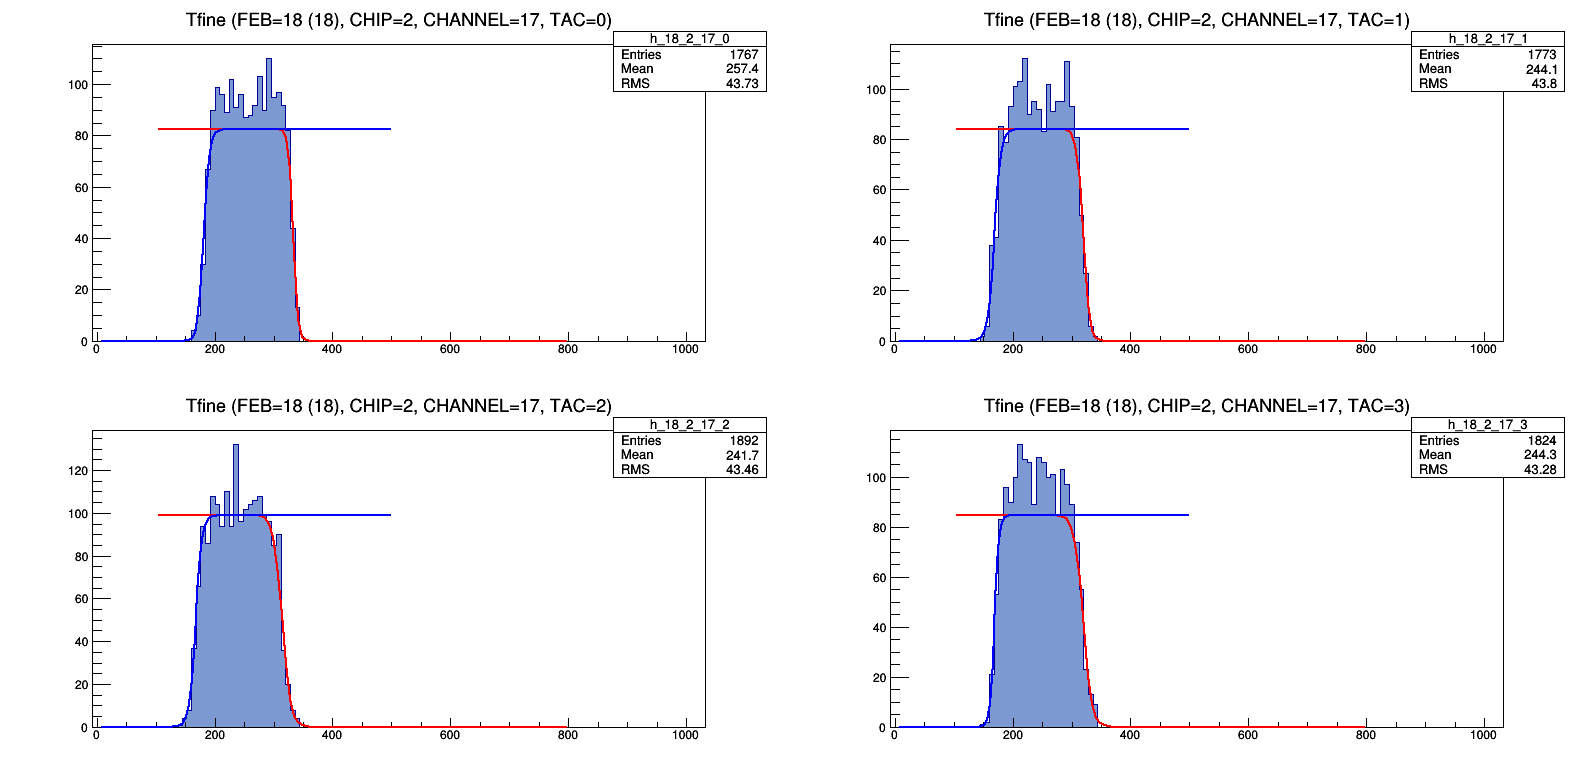 Tfine (FEB=18 (18), CHIP=2, CHANNEL=17, TAC=0)
h_18_2_17_0
Entries 1767
Mean 257.4
RMS 43.73
100
80
60
40
20
0
0 200 400 600 800 1000
Tfine (FEB=18 (18), CHIP=2, CHANNEL=17, TAC=1)
h_18_2_17_1
Entries 1773
Mean 244.1
RMS 43.8
100
80
60
40
20
0
0 200 400 600 800 1000
Tfine (FEB=18 (18), CHIP=2, CHANNEL=17, TAC=2)
h_18_2_17_2
Entries 1892
Mean 241.7
RMS 43.46
120
100
80
60
40
20
0
0 200 400 600 800 1000
Tfine (FEB=18 (18), CHIP=2, CHANNEL=17, TAC=3)
h_18_2_17_3
Entries 1824
Mean 244.3
RMS 43.28
100
80
60
40
20
0
0 200 400 600 800 1000